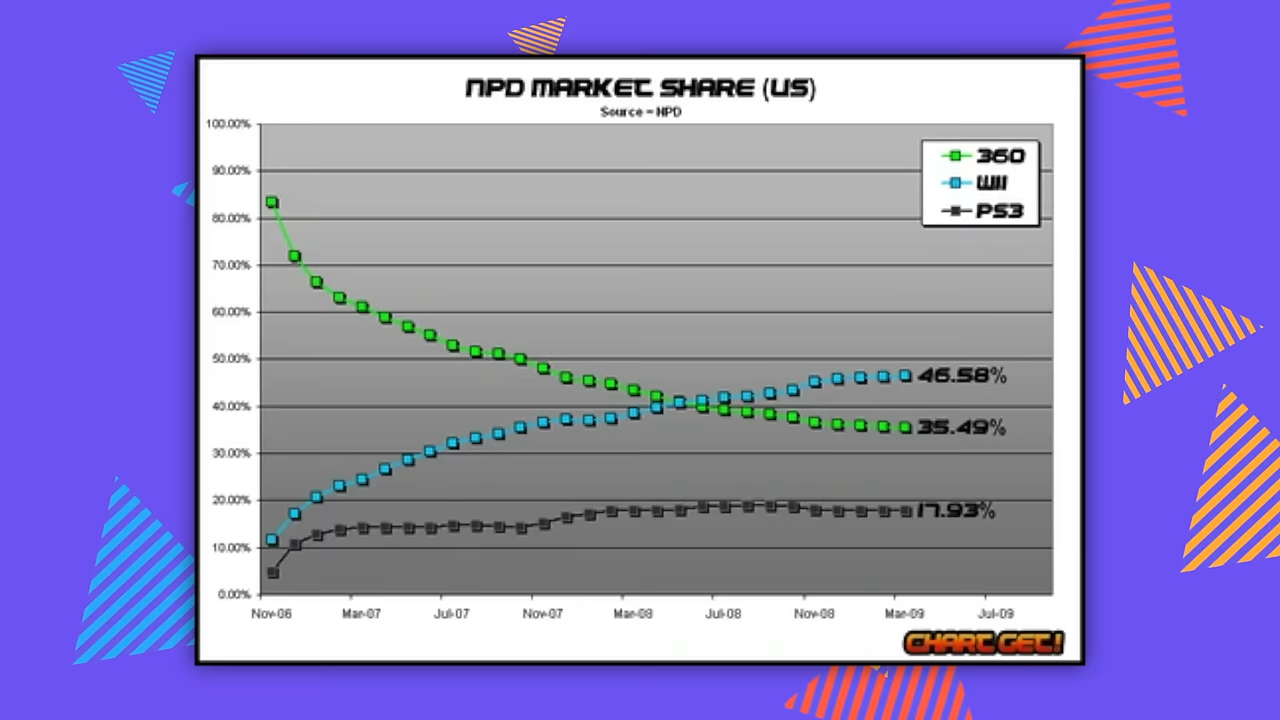 NPD MARKET SHARE (US)
Source - NPD
100.00%
90.00%
80.00%
70.00%
60.00%
50.00%
40.00%
30.00%
20.00%
10.00%
0.00%
360
WII
PS3
46.58%
35.49%
17.93%
Nov-06 Mar-07 Jul-07 Nov-07 Mar-08 Jul-08 Nov-08 Mar-09 Jul-09
CHART GET!